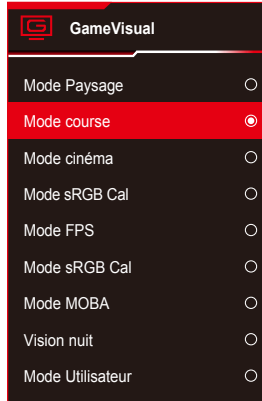 GameVisual
Mode Paysage
Mode course
Mode cinéma
Mode sRGB Cal
Mode FPS
Mode sRGB Cal
Mode MOBA
Vision nuit
Mode Utilisateur